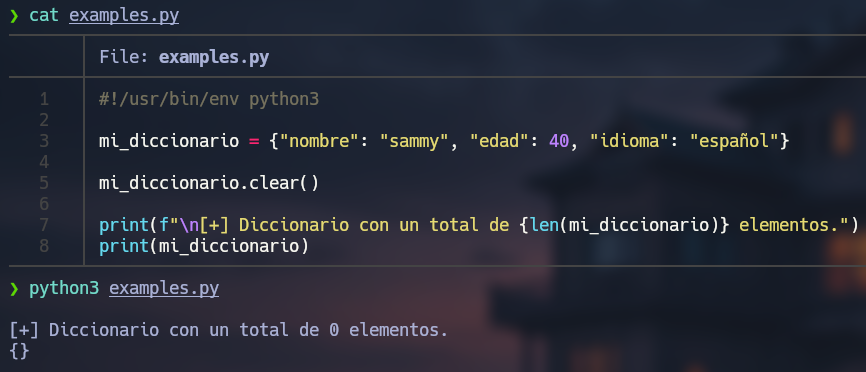 ❯ cat examples.py
File: examples.py
1 #!/usr/bin/env python3
2
3 mi_diccionario = {"nombre": "sammy", "edad": 40, "idioma": "español"}
4
5 mi_diccionario.clear()
6
7 print(f"\n[+] Diccionario con un total de {len(mi_diccionario)} elementos.")
8 print(mi_diccionario)
❯ python3 examples.py
[+] Diccionario con un total de 0 elementos.
{}